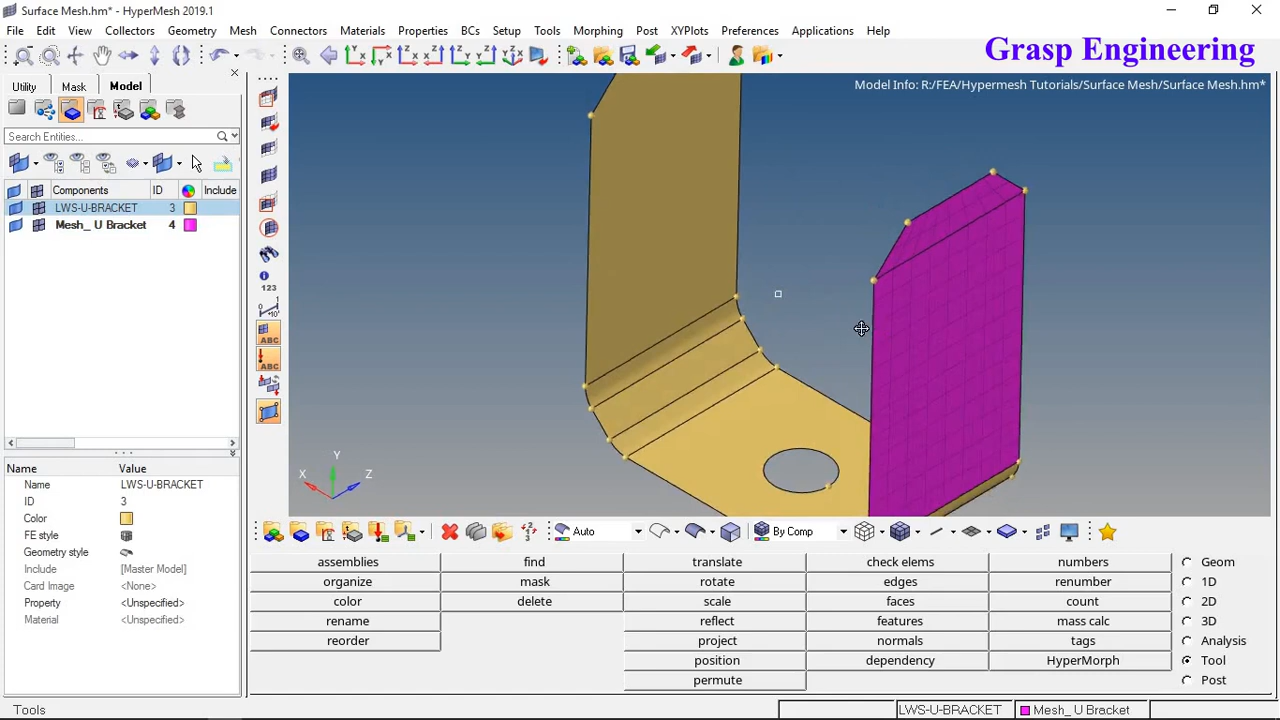 Surface Mesh.hm* - HyperMesh 2019.1
File Edit View Collectors Geometry Mesh Connectors Materials Properties BCs Setup Tools Morphing Post XYPlots Preferences Applications Help
Grasp Engineering
Utility Mask Model
Model Info: R:/FEA/Hypermesh Tutorials/Surface Mesh/Surface Mesh.hm*
Search Entities...
Components ID Include
LWS-U-BRACKET 3
Mesh_ U Bracket 4
123
ABC
ABC
Name Value
Name LWS-U-BRACKET
ID 3
Color
FE style
Geometry style
Include [Master Model]
Card Image <None>
Property <Unspecified>
Material <Unspecified>
Y
X Z
Auto By Comp
assemblies find translate check elems numbers Geom
organize mask rotate edges renumber 1D
color delete scale faces count 2D
rename reflect features mass calc 3D
reorder project normals tags Analysis
position dependency HyperMorph Tool
permute Post
Tools LWS-U-BRACKET Mesh_ U Bracket